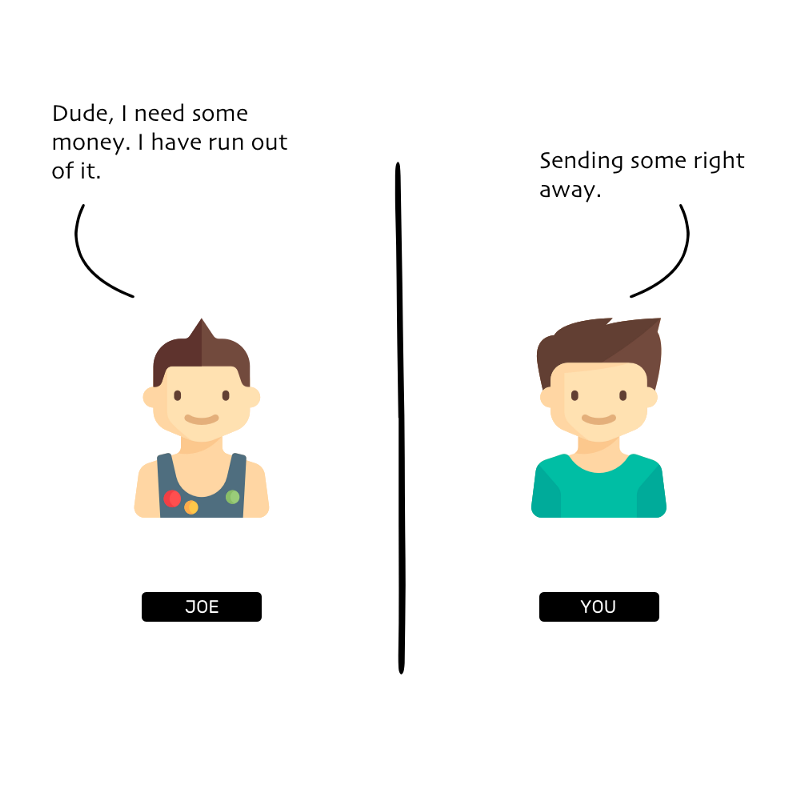 Dude, I need some
money. I have run out
of it.
Sending some right
away.
JOE
YOU